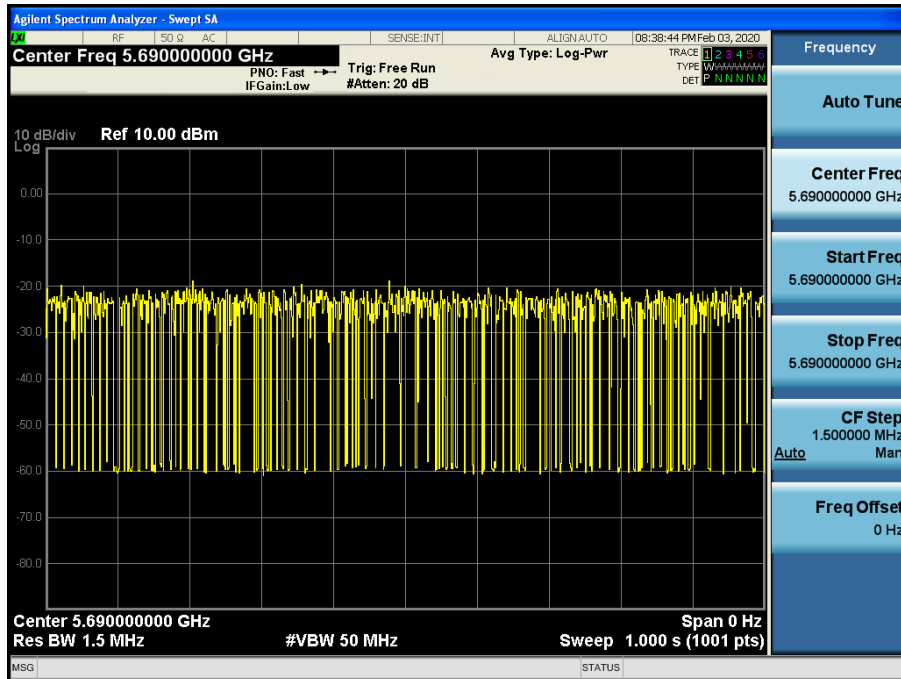 Agilent Spectrum Analyzer - Swept SA
LXI RF 50 Ω AC SENSE:INT ALIGN AUTO 08:38:44 PM Feb 03, 2020
Center Freq 5.690000000 GHz
PNO: Fast
IFGain:Low
Trig: Free Run
#Atten: 20 dB
Avg Type: Log-Pwr
TRACE 1 2 3 4 5 6
TYPE WWWWWW
DET P N N N N N
10 dB/div Ref 10.00 dBm
Log
0.00
-10.0
-20.0
-30.0
-40.0
-50.0
-60.0
-70.0
-80.0
Center 5.690000000 GHz Span 0 Hz
Res BW 1.5 MHz #VBW 50 MHz Sweep 1.000 s (1001 pts)
MSG STATUS
Frequency
Auto Tune
Center Freq
5.690000000 GHz
Start Freq
5.690000000 GHz
Stop Freq
5.690000000 GHz
CF Step
1.500000 MHz
Auto Man
Freq Offset
0 Hz